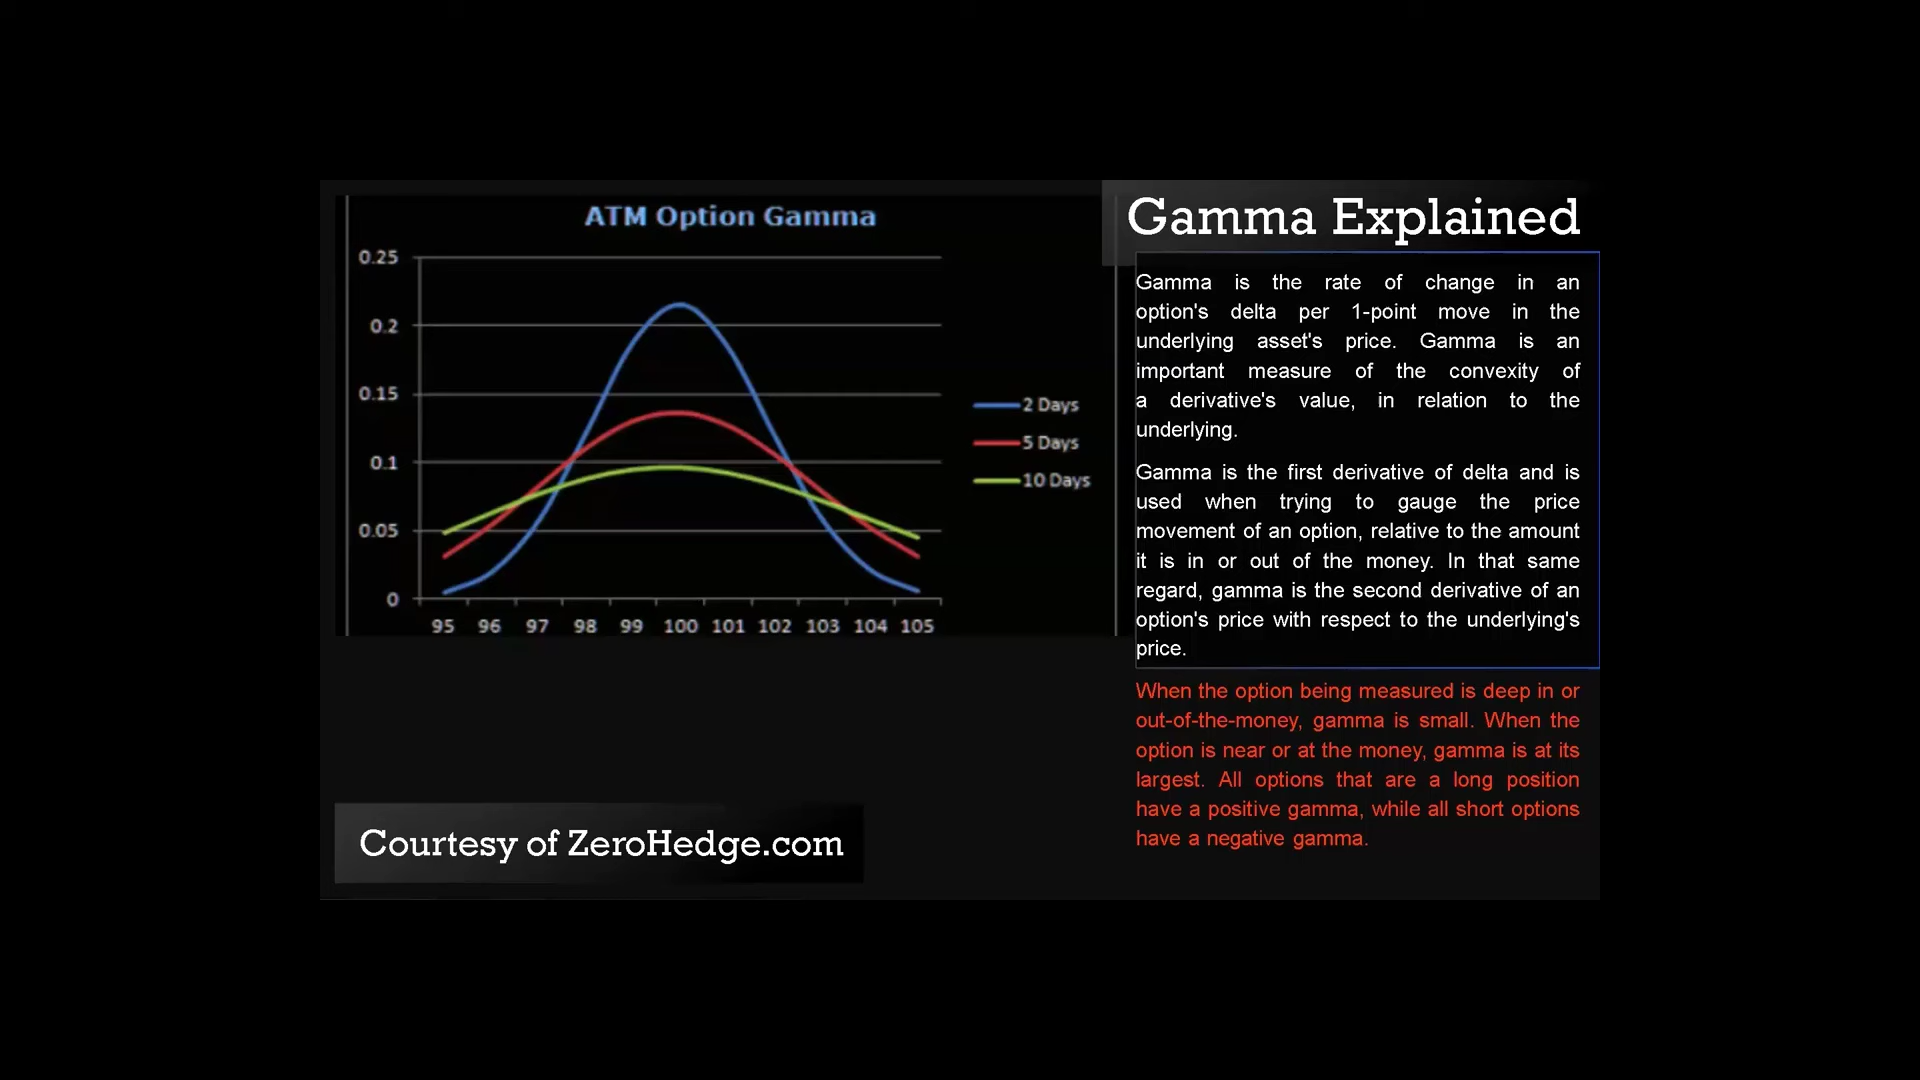 ATM Option Gamma
0.25
0.2
0.15
0.1
0.05
0
95 96 97 98 99 100 101 102 103 104 105
2 Days
5 Days
10 Days
Gamma Explained
Gamma is the rate of change in an
option's delta per 1-point move in the
underlying asset's price. Gamma is an
important measure of the convexity of
a derivative's value, in relation to the
underlying.
Gamma is the first derivative of delta and is
used when trying to gauge the price
movement of an option, relative to the amount
it is in or out of the money. In that same
regard, gamma is the second derivative of an
option's price with respect to the underlying's
price.
When the option being measured is deep in or
out-of-the-money, gamma is small. When the
option is near or at the money, gamma is at its
largest. All options that are a long position
have a positive gamma, while all short options
have a negative gamma.
Courtesy of ZeroHedge.com